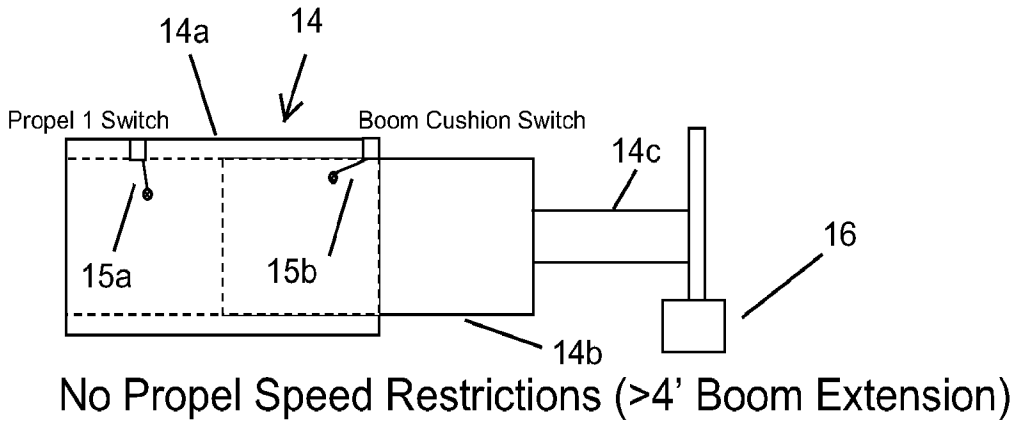 14
14a
Propel 1 Switch
Boom Cushion Switch
14c
16
15a
15b
14b
No Propel Speed Restrictions (>4’ Boom Extension)